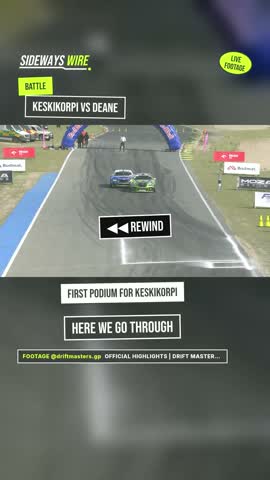 SIDEWAYS WIRE.
LIVE
FOOTAGE
BATTLE
KESKIKORPI VS DEANE
REWIND
FIRST PODIUM FOR KESKIKORPI
HERE WE GO THROUGH
FOOTAGE @driftmasters.gp OFFICIAL HIGHLIGHTS | DRIFT MASTER...